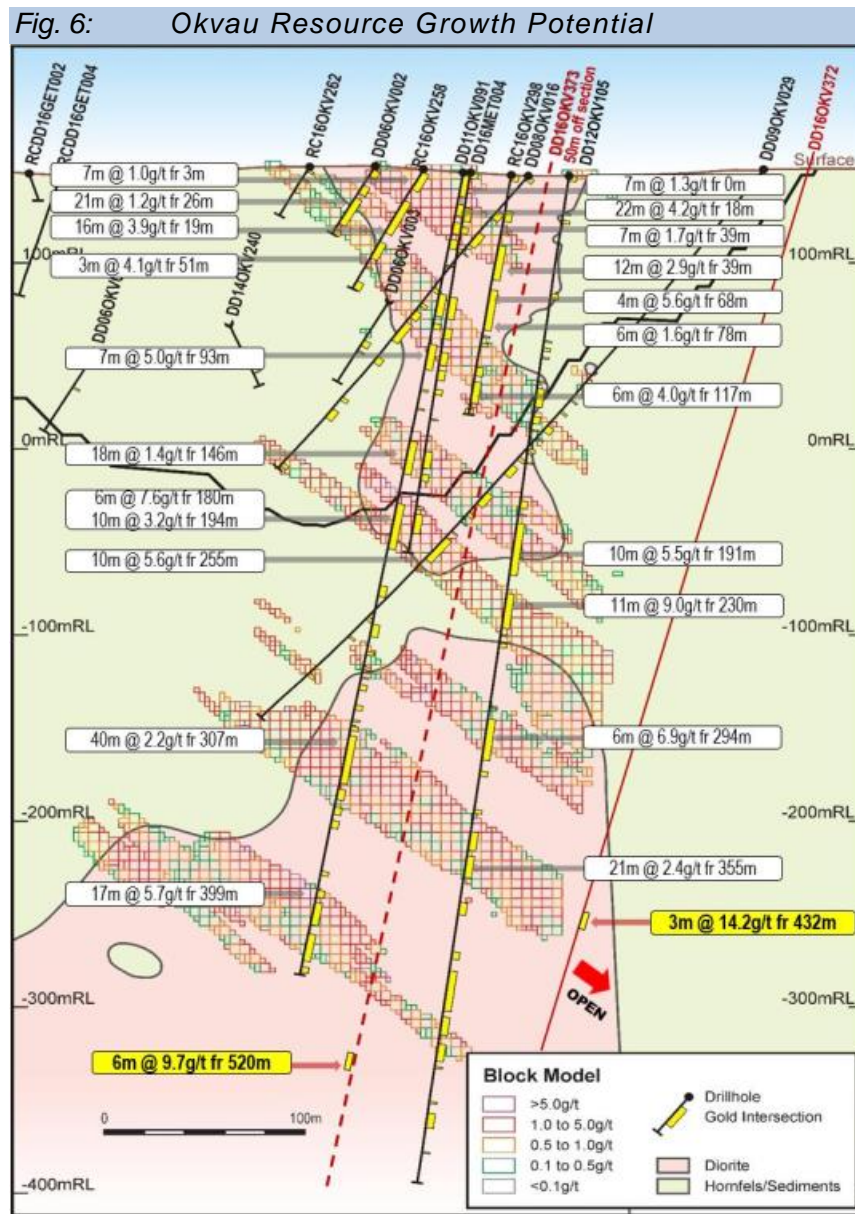 Fig. 6: Okvau Resource Growth Potential
RCDD16GET002
RCDD16GET004
RC16OKV262
DD06OKV002
RC16OKV258
DD11OKV091
DD16MET004
RC16OKV298
DD08OKV016
DD16OKV373
50m off section
DD12OKV105
DD09OKV029
DD16OKV372
Surface
7m @ 1.0g/t fr 3m
21m @ 1.2g/t fr 26m
16m @ 3.9g/t fr 19m
3m @ 4.1g/t fr 51m
7m @ 5.0g/t fr 93m
18m @ 1.4g/t fr 146m
6m @ 7.6g/t fr 180m
10m @ 3.2g/t fr 194m
10m @ 5.6g/t fr 255m
40m @ 2.2g/t fr 307m
17m @ 5.7g/t fr 399m
6m @ 9.7g/t fr 520m
7m @ 1.3g/t fr 0m
22m @ 4.2g/t fr 18m
7m @ 1.7g/t fr 39m
12m @ 2.9g/t fr 39m
4m @ 5.6g/t fr 68m
6m @ 1.6g/t fr 78m
6m @ 4.0g/t fr 117m
10m @ 5.5g/t fr 191m
11m @ 9.0g/t fr 230m
6m @ 6.9g/t fr 294m
21m @ 2.4g/t fr 355m
3m @ 14.2g/t fr 432m
DD14OKV240
DD06OKV003
100mRL
100mRL
0mRL
0mRL
-100mRL
-100mRL
-200mRL
-200mRL
-300mRL
-300mRL
-400mRL
OPEN
0 100m
Block Model
>5.0g/t
1.0 to 5.0g/t
0.5 to 1.0g/t
0.1 to 0.5g/t
<0.1g/t
Drillhole
Gold Intersection
Diorite
Hornfels/Sediments